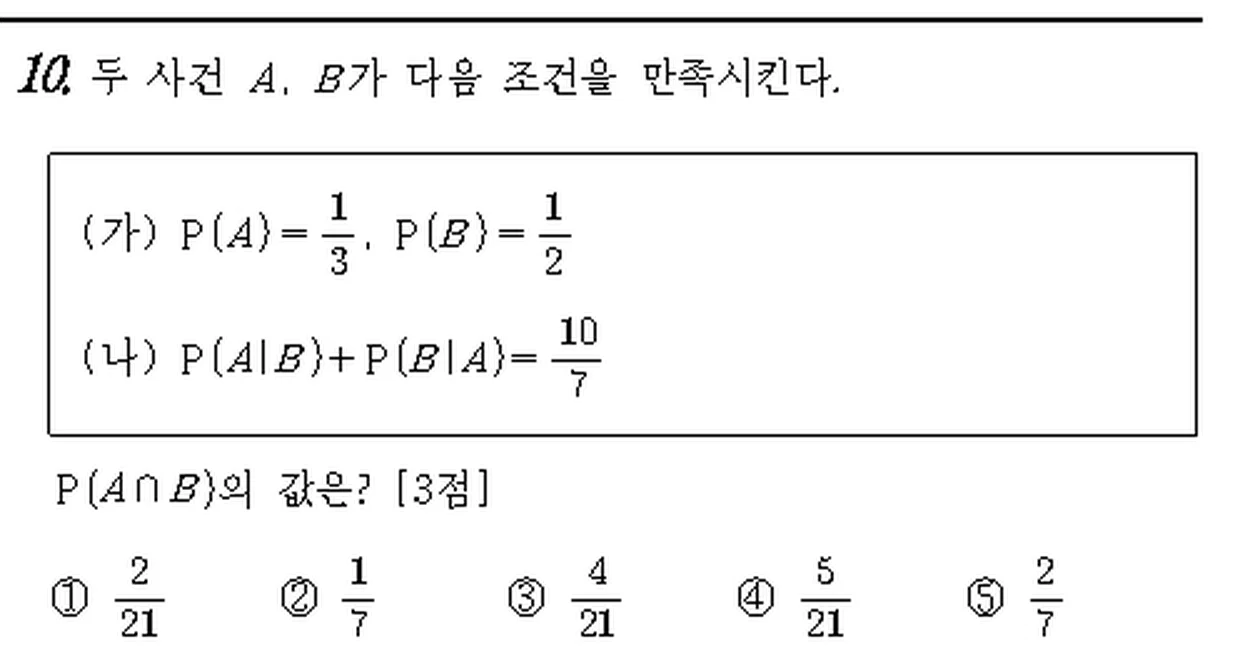 10. 두 사건 A, B가 다음 조건을 만족시킨다.
(가) P(A)=1/3, P(B)=1/2
(나) P(A|B)+P(B|A)=10/7
P(A∩B)의 값은? [3점]
① 2/21 ② 1/7 ③ 4/21 ④ 5/21 ⑤ 2/7